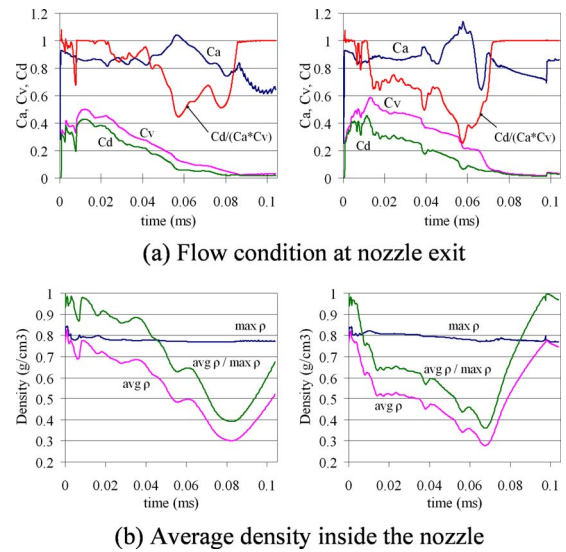 1.2
1
0.8
0.6
0.4
0.2
0
Ca, Cv, Cd
Ca
Cv
Cd
Cd/(Ca*Cv)
0 0.02 0.04 0.06 0.08 0.1
time (ms)
1.2
1
0.8
0.6
0.4
0.2
0
Ca, Cv, Cd
Ca
Cv
Cd
Cd/(Ca*Cv)
0 0.02 0.04 0.06 0.08 0.1
time (ms)
(a) Flow condition at nozzle exit
1
0.9
0.8
0.7
0.6
0.5
0.4
0.3
0.2
Density (g/cm3)
max ρ
avg ρ / max ρ
avg ρ
0 0.02 0.04 0.06 0.08 0.1
time (ms)
1
0.9
0.8
0.7
0.6
0.5
0.4
0.3
0.2
Density (g/cm3)
max ρ
avg ρ / max ρ
avg ρ
0 0.02 0.04 0.06 0.08 0.1
time (ms)
(b) Average density inside the nozzle